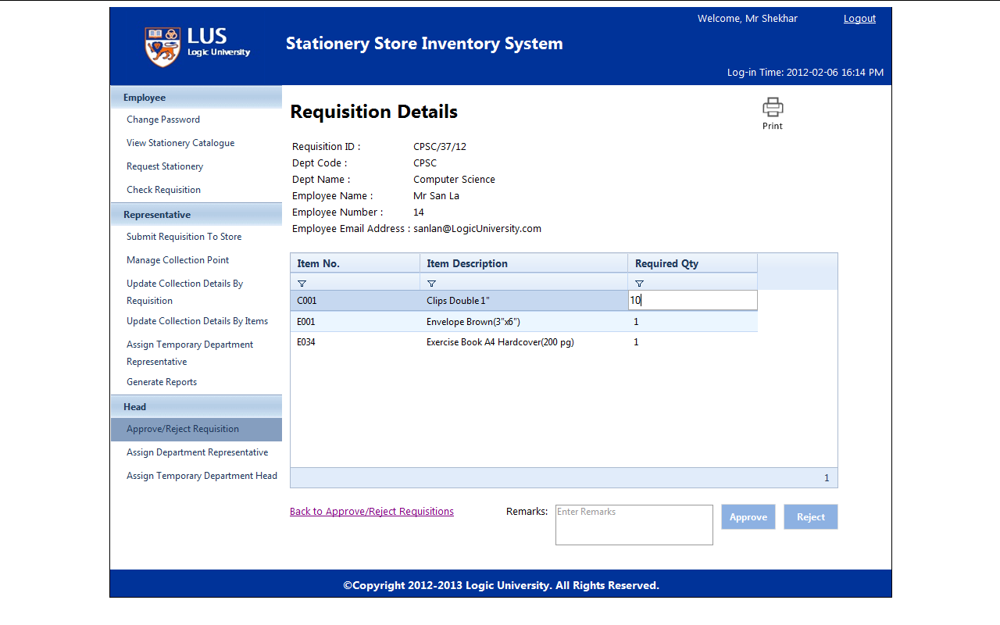 Welcome, Mr Shekhar
Logout
LUS
Logic University
Stationery Store Inventory System
Log-in Time: 2012-02-06 16:14 PM
Employee
Change Password
View Stationery Catalogue
Request Stationery
Check Requisition
Representative
Submit Requisition To Store
Manage Collection Point
Update Collection Details By
Requisition
Update Collection Details By Items
Assign Temporary Department
Representative
Generate Reports
Head
Approve/Reject Requisition
Assign Department Representative
Assign Temporary Department Head
Requisition Details
Print
Requisition ID : CPSC/37/12
Dept Code : CPSC
Dept Name : Computer Science
Employee Name : Mr San La
Employee Number : 14
Employee Email Address : sanlan@LogicUniversity.com
Item No. Item Description Required Qty
C001 Clips Double 1" 10
E001 Envelope Brown(3"x6") 1
E034 Exercise Book A4 Hardcover(200 pg) 1
1
Back to Approve/Reject Requisitions
Remarks: Enter Remarks
Approve
Reject
©Copyright 2012-2013 Logic University. All Rights Reserved.